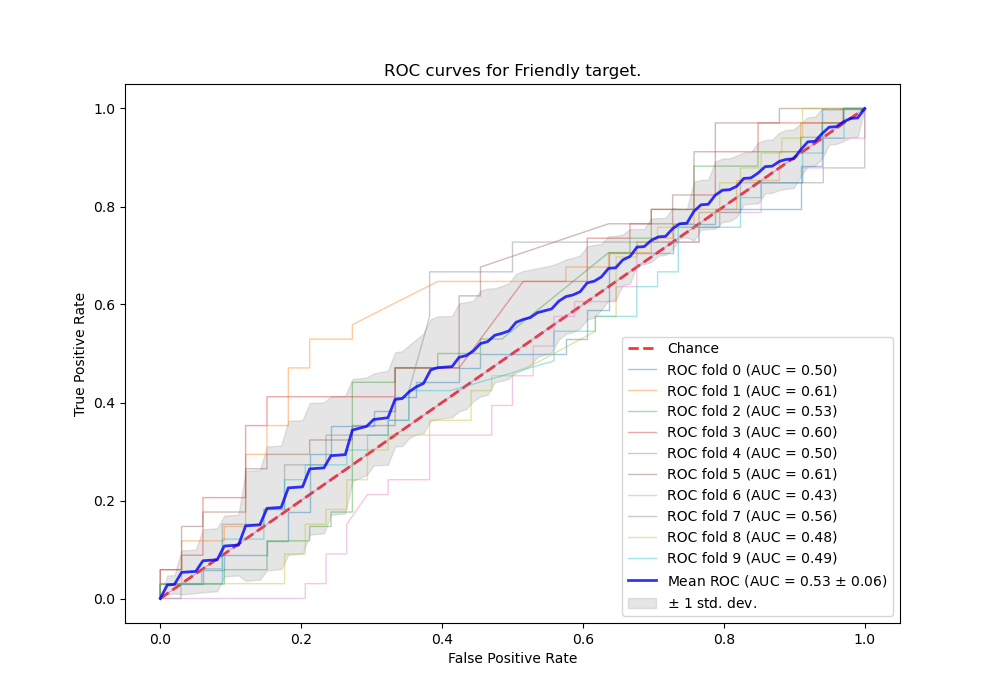 ROC curves for Friendly target.
True Positive Rate
1.0
0.8
0.6
0.4
0.2
0.0
0.0 0.2 0.4 0.6 0.8 1.0
False Positive Rate
Chance
ROC fold 0 (AUC = 0.50)
ROC fold 1 (AUC = 0.61)
ROC fold 2 (AUC = 0.53)
ROC fold 3 (AUC = 0.60)
ROC fold 4 (AUC = 0.50)
ROC fold 5 (AUC = 0.61)
ROC fold 6 (AUC = 0.43)
ROC fold 7 (AUC = 0.56)
ROC fold 8 (AUC = 0.48)
ROC fold 9 (AUC = 0.49)
Mean ROC (AUC = 0.53 ± 0.06)
± 1 std. dev.